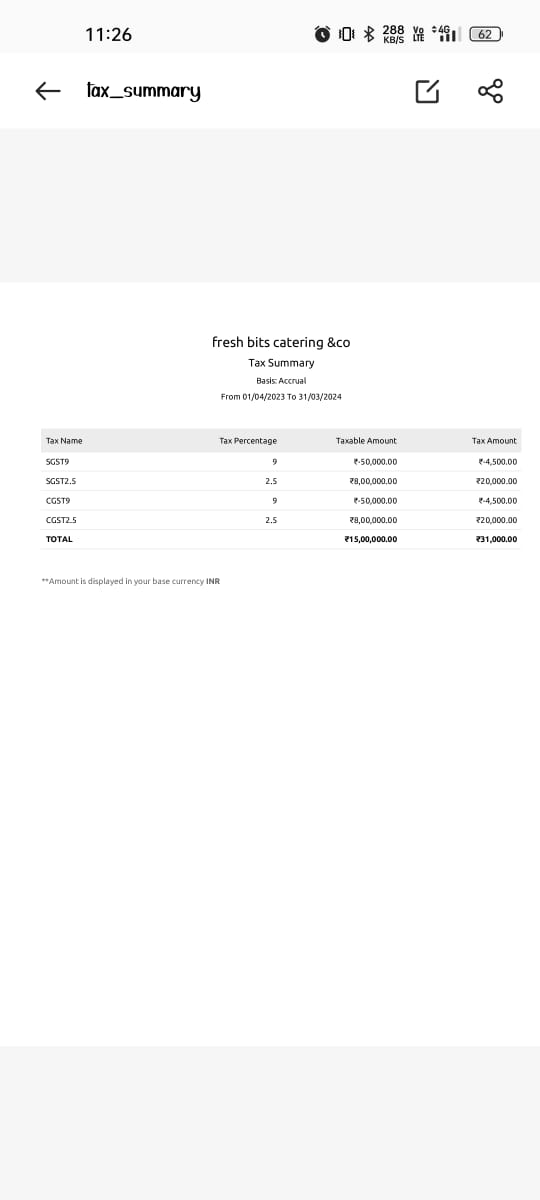 11:26
288 KB/S Vo LTE 4G 62
tax_summary
fresh bits catering &co
Tax Summary
Basis: Accrual
From 01/04/2023 To 31/03/2024
Tax Name Tax Percentage Taxable Amount Tax Amount
SGST9 9 ₹-50,000.00 ₹-4,500.00
SGST2.5 2.5 ₹8,00,000.00 ₹20,000.00
CGST9 9 ₹-50,000.00 ₹-4,500.00
CGST2.5 2.5 ₹8,00,000.00 ₹20,000.00
TOTAL ₹15,00,000.00 ₹31,000.00
**Amount is displayed in your base currency INR